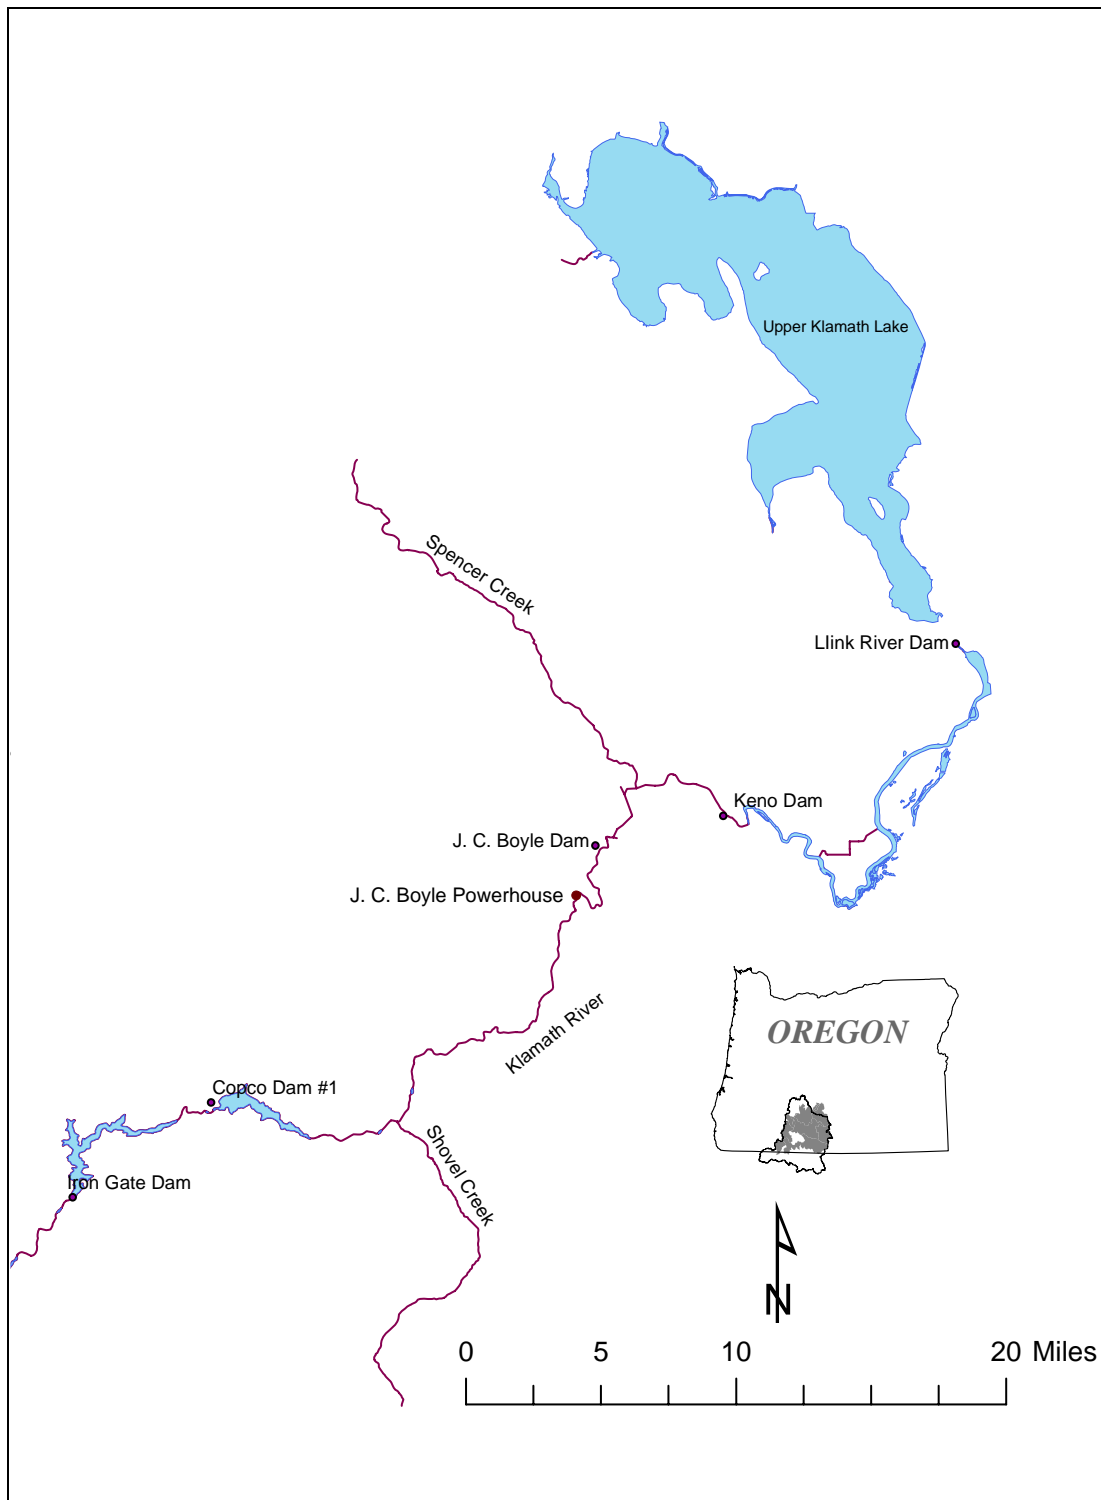 Upper Klamath Lake
Spencer Creek
LIink River Dam
Keno Dam
J. C. Boyle Dam
J. C. Boyle Powerhouse
Klamath River
OREGON
Copco Dam #1
Shovel Creek
Iron Gate Dam
N
0 5 10 20 Miles